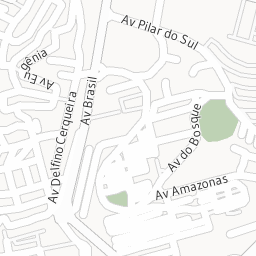 Av Pilar do Sul
Av Eu
gênia
Av Brasil
Av Delfino Cerqueira
Av do Bosque
Av Amazonas